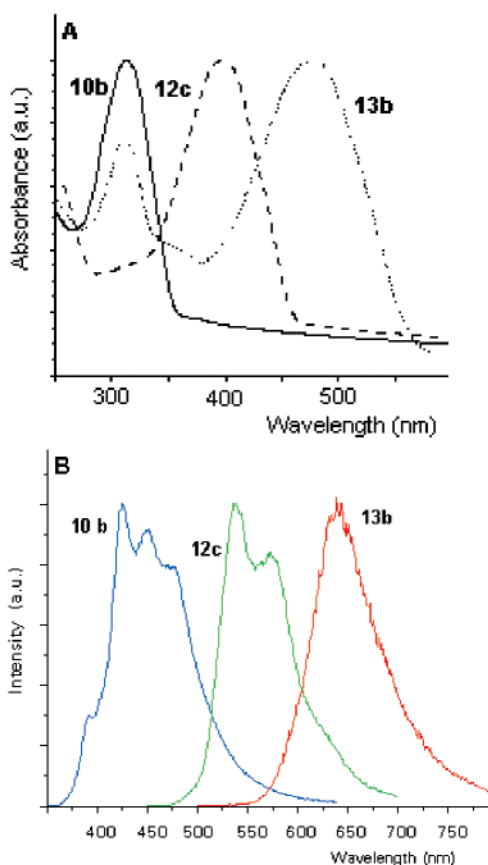 A
10b
12c
13b
Absorbance (a.u.)
300
400
500
Wavelength (nm)
B
10 b
12c
13b
Intensity (a.u.)
400
450
500
550
600
650
700
750
Wavelength (nm)